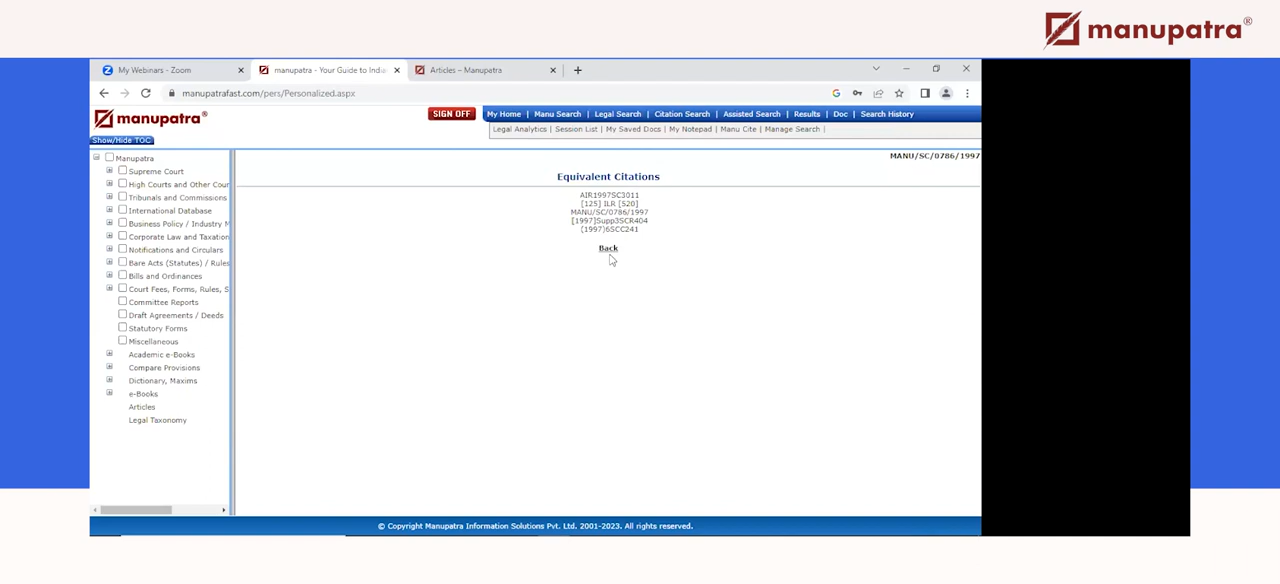 manupatra®
My Webinars - Zoom
manupatra - Your Guide to India
Articles – Manupatra
manupatrafast.com/pers/Personalized.aspx
manupatra®
SIGN OFF
My Home | Manu Search | Legal Search | Citation Search | Assisted Search | Results | Doc | Search History
Legal Analytics | Session List | My Saved Docs | My Notepad | Manu Cite | Manage Search |
Show/Hide TOC
Manupatra
Supreme Court
High Courts and Other Cour
Tribunals and Commissions
International Database
Business Policy / Industry M
Corporate Law and Taxation
Notifications and Circulars
Bare Acts (Statutes) / Rules
Bills and Ordinances
Court Fees, Forms, Rules, S
Committee Reports
Draft Agreements / Deeds
Statutory Forms
Miscellaneous
Academic e-Books
Compare Provisions
Dictionary, Maxims
e-Books
Articles
Legal Taxonomy
MANU/SC/0786/1997
Equivalent Citations
AIR1997SC3011
[125] ILR [520]
MANU/SC/0786/1997
[1997]Supp3SCR404
(1997)6SCC241
Back
© Copyright Manupatra Information Solutions Pvt. Ltd. 2001-2023. All rights reserved.